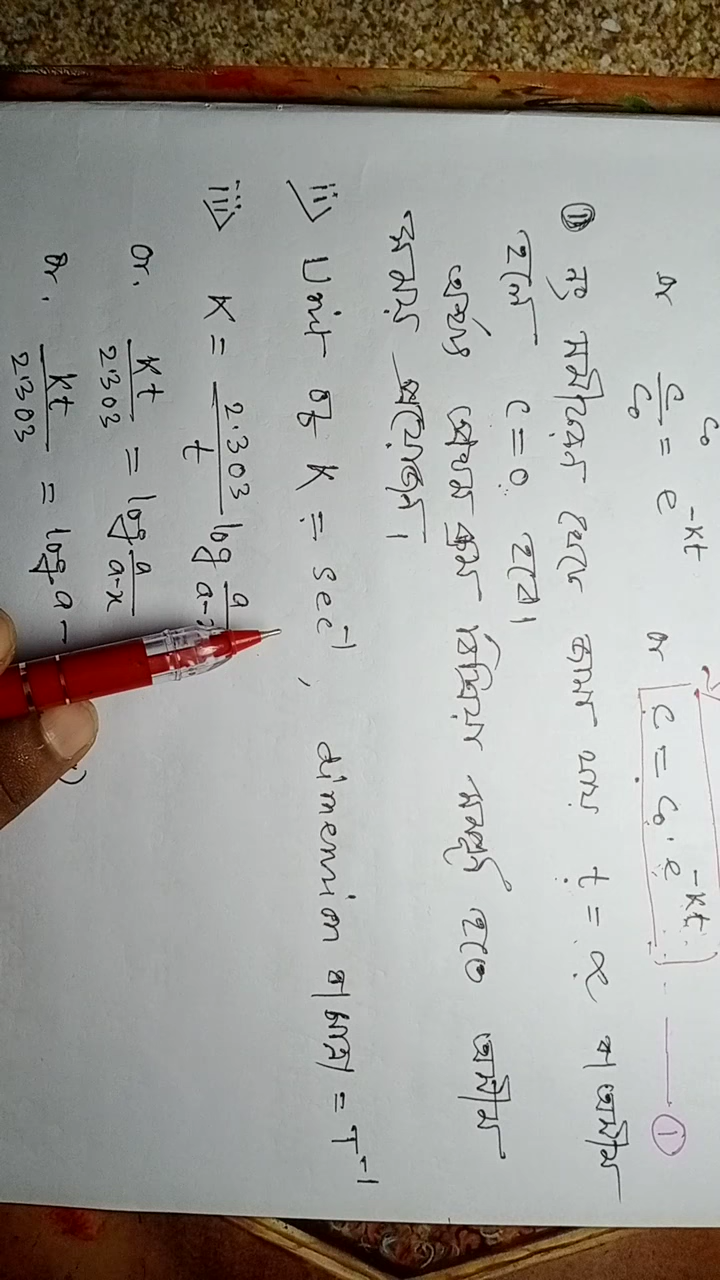 C₀
or C/C₀ = e^-kt or C = C₀·e^-kt ①
① নং সমীকরণ থেকে জানা যায় t = ∝ বা অসীম
হলে C = 0 হবে।
অর্থাৎ প্রথম ক্রম বিক্রিয়া সম্পূর্ণ হতে অসীম
সময় প্রয়োজন।
ii> Unit of K = sec⁻¹, dimension বা মাত্রা = T⁻¹
iii> K = 2.303/t log a/a-
or. kt/2.303 = log a/a-x
or. kt/2.303 = log a - )